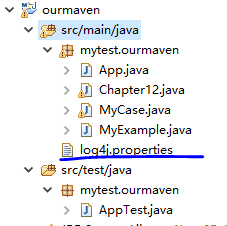 ourmaven
src/main/java
mytest.ourmaven
App.java
Chapter12.java
MyCase.java
MyExample.java
log4j.properties
src/test/java
mytest.ourmaven
AppTest.java